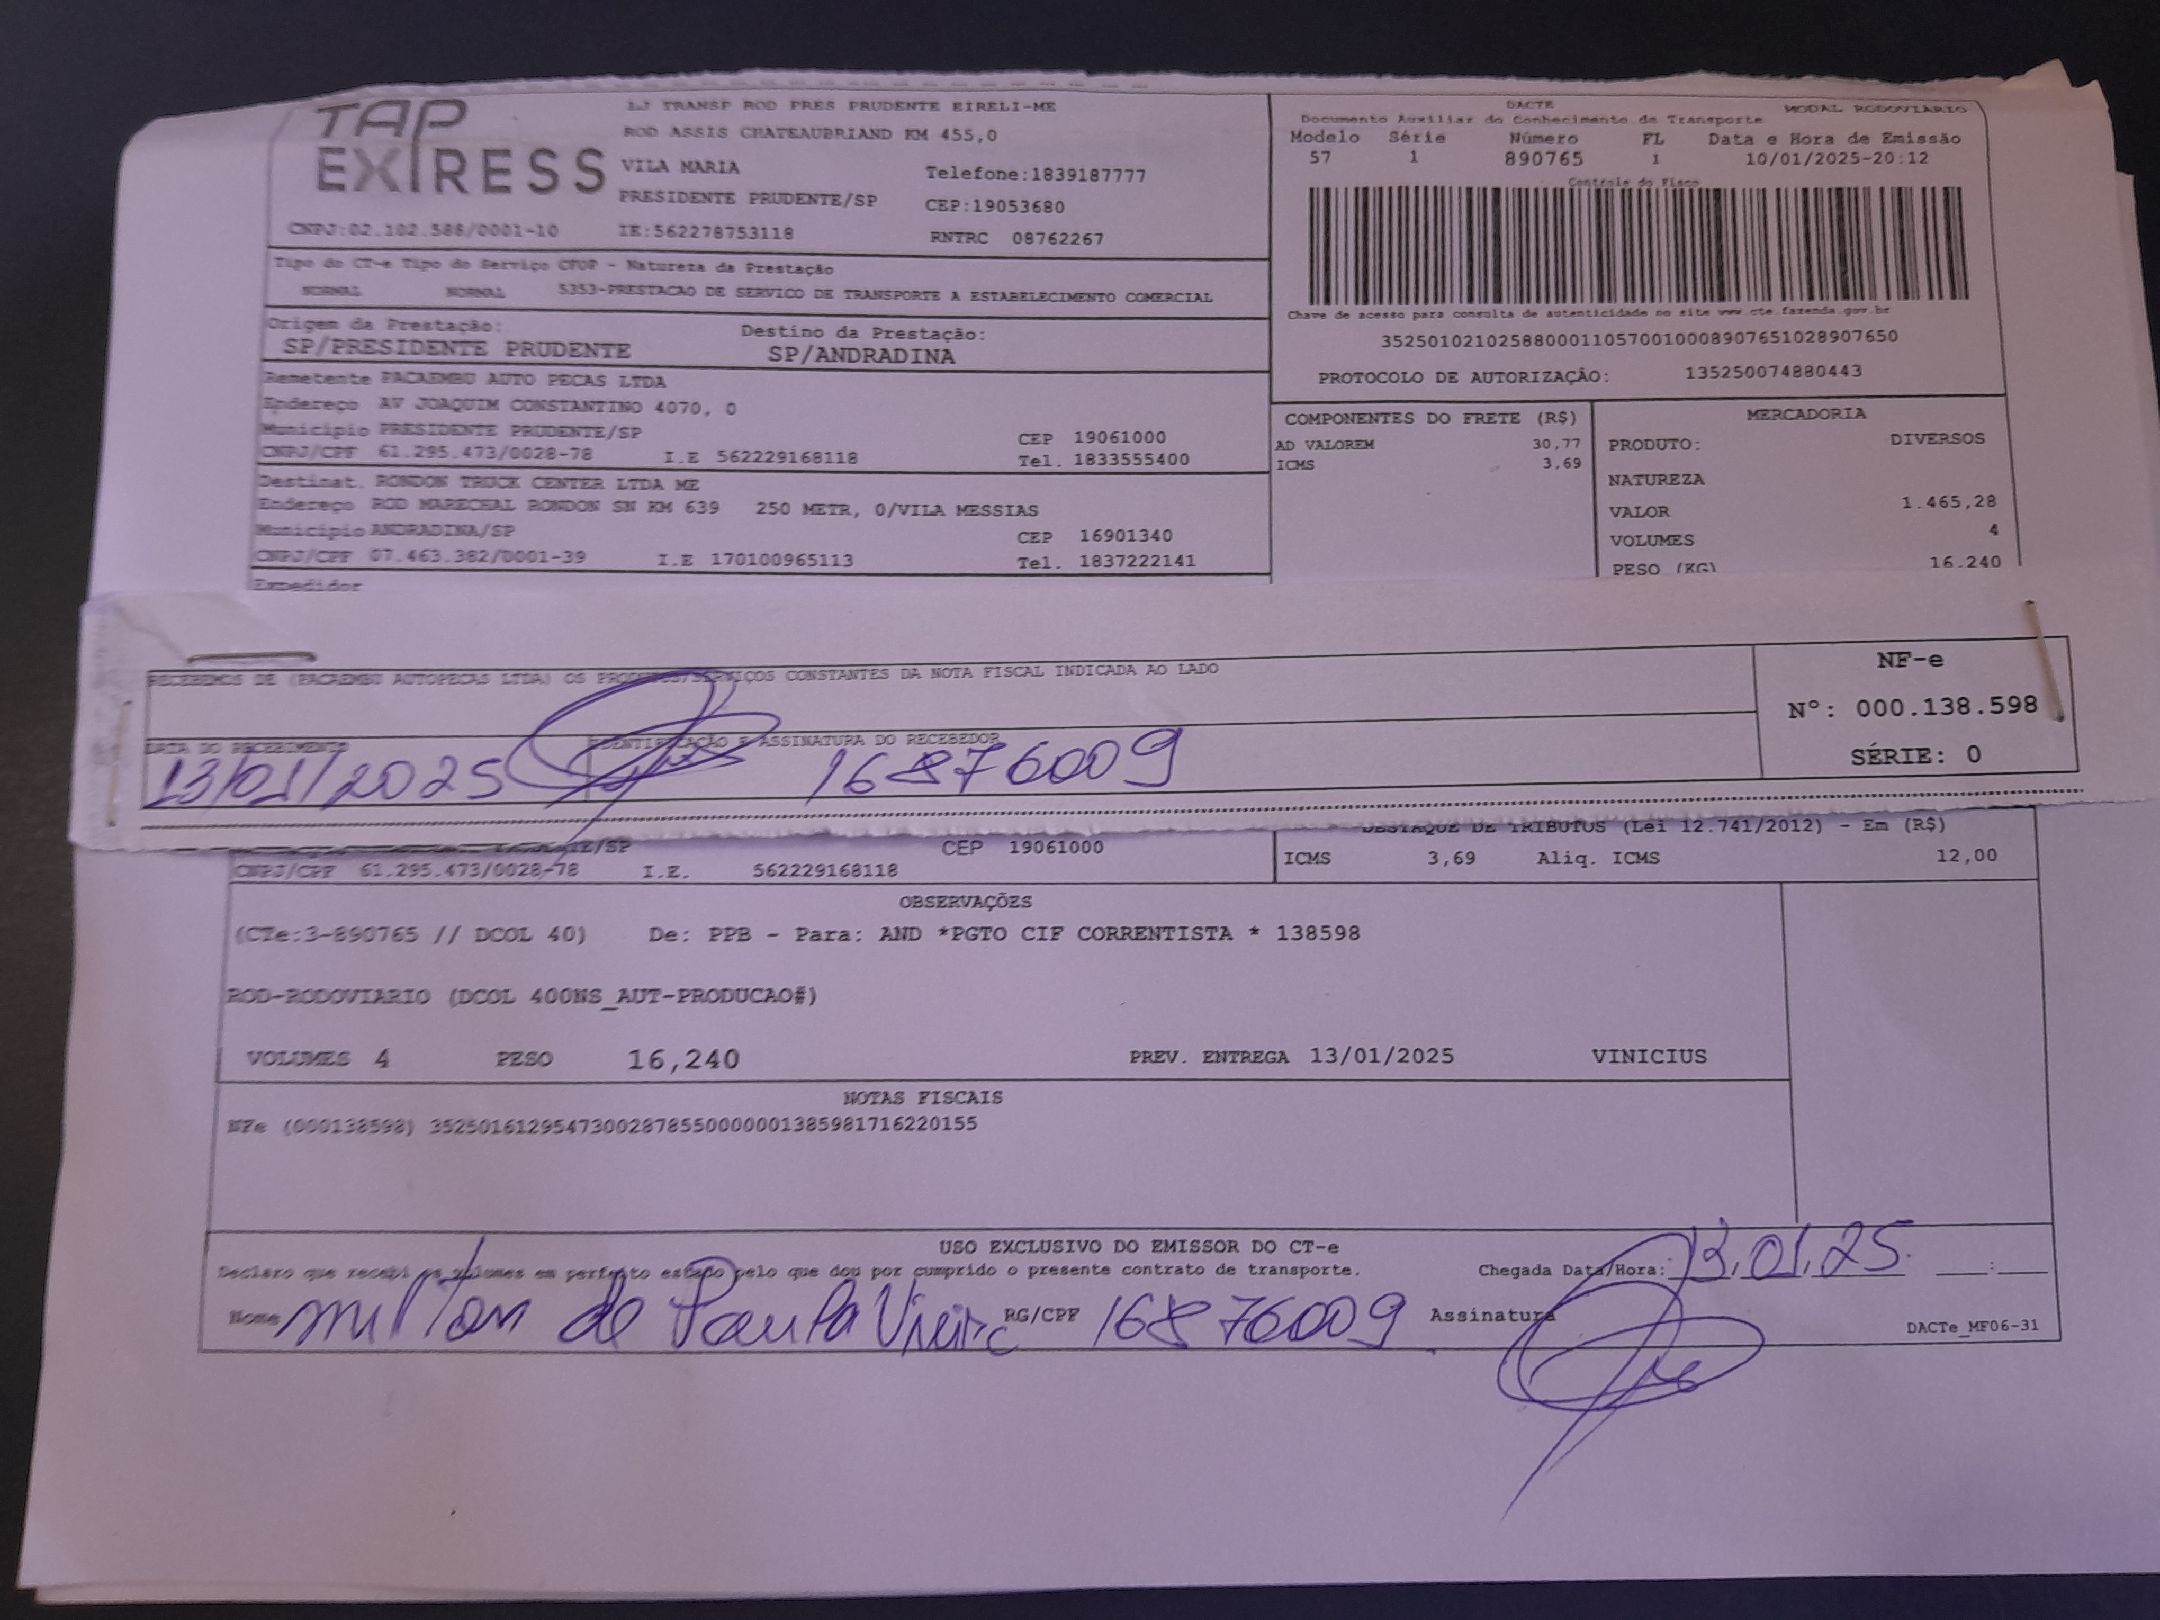 TAP
EXPRESS
LJ TRANSP ROD PRES PRUDENTE EIRELI-ME
ROD ASSIS CHATEAUBRIAND KM 455,0
VILA MARIA Telefone:1839187777
PRESIDENTE PRUDENTE/SP CEP:19053680
CNPJ:02.102.588/0001-10 IE:562278753118 RNTRC 08762267
Tipo do CT-e Tipo do Serviço CFOP - Natureza da Prestação
NORMAL NORMAL 5353-PRESTACAO DE SERVICO DE TRANSPORTE A ESTABELECIMENTO COMERCIAL
Origem da Prestação: Destino da Prestação:
SP/PRESIDENTE PRUDENTE SP/ANDRADINA
Remetente PACAEMBU AUTO PECAS LTDA
Endereço AV JOAQUIM CONSTANTINO 4070, 0
Município PRESIDENTE PRUDENTE/SP CEP 19061000
CNPJ/CPF 61.295.473/0028-78 I.E 562229168118 Tel. 1833555400
Destinat. RONDON TRUCK CENTER LTDA ME
Endereço ROD MARECHAL RONDON SN KM 639 250 METR, 0/VILA MESSIAS
Município ANDRADINA/SP CEP 16901340
CNPJ/CPF 07.463.382/0001-39 I.E 170100965113 Tel. 1837222141
Expedidor
DACTE MODAL RODOVIARIO
Documento Auxiliar do Conhecimento de Transporte
Modelo Série Número FL Data e Hora de Emissão
57 1 890765 1 10/01/2025-20:12
Controle do Fisco
Chave de acesso para consulta de autenticidade no site www.cte.fazenda.gov.br
35250102102588000110570010008907651028907650
PROTOCOLO DE AUTORIZAÇÃO: 135250074880443
COMPONENTES DO FRETE (R$)
AD VALOREM 30,77
ICMS 3,69
MERCADORIA
PRODUTO: DIVERSOS
NATUREZA
VALOR 1.465,28
VOLUMES 4
PESO (KG) 16.240
RECEBEMOS DE (PACAEMBU AUTOPECAS LTDA) OS PRODUTOS/SERVIÇOS CONSTANTES DA NOTA FISCAL INDICADA AO LADO
DATA DO RECEBIMENTO IDENTIFICAÇÃO E ASSINATURA DO RECEBEDOR
13/01/2025 16876009
NF-e
Nº: 000.138.598
SÉRIE: 0
TE/SP CEP 19061000
CNPJ/CPF 61.295.473/0028-78 I.E. 562229168118
DESTAQUE DE TRIBUTOS (Lei 12.741/2012) - Em (R$)
ICMS 3,69 Aliq. ICMS 12,00
OBSERVAÇÕES
(CTe:3-890765 // DCOL 40) De: PPB - Para: AND *PGTO CIF CORRENTISTA * 138598
ROD-RODOVIARIO (DCOL 400NS_AUT-PRODUCAO#)
VOLUMES 4 PESO 16,240 PREV. ENTREGA 13/01/2025 VINICIUS
NOTAS FISCAIS
NFe (000138598) 35250161295473002878550000001385981716220155
USO EXCLUSIVO DO EMISSOR DO CT-e
Declaro que recebi os volumes em perfeito estado pelo que dou por cumprido o presente contrato de transporte. Chegada Data/Hora: 13.01.25 :
Nome milton de Paula Vieira RG/CPF 16876009 Assinatura
DACTe_MF06-31